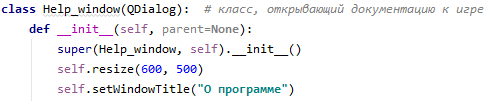 class Help_window(QDialog):  # класс, открывающий документацию к игре
    def __init__(self, parent=None):
        super(Help_window, self).__init__()
        self.resize(600, 500)
        self.setWindowTitle("О программе")